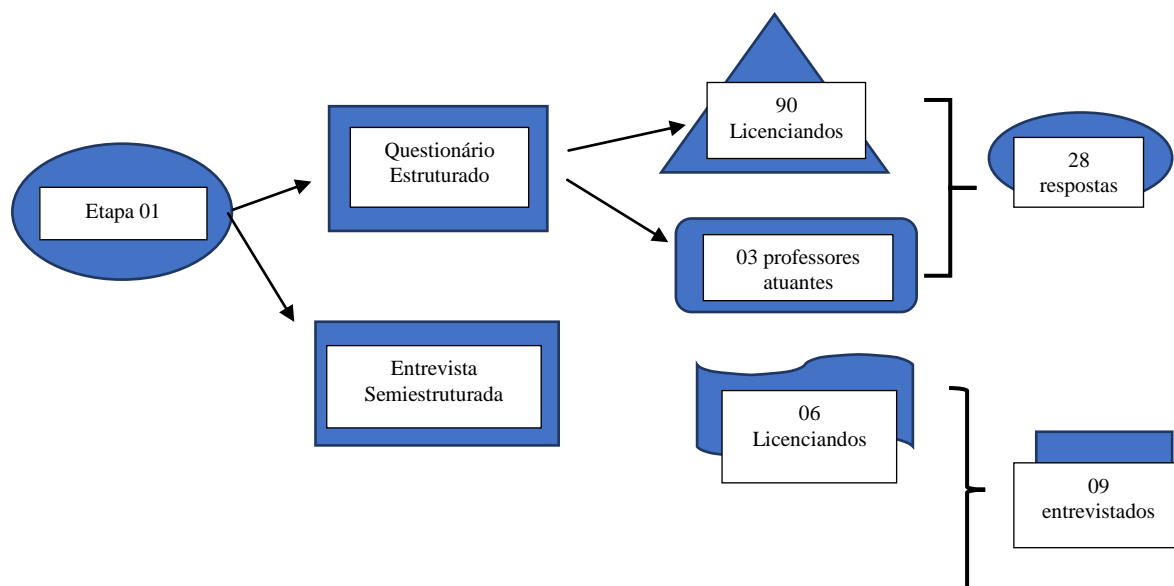 Etapa 01
Questionário
Estruturado
Entrevista
Semiestruturada
90
Licenciandos
03 professores
atuantes
28
respostas
06
Licenciandos
09
entrevistados